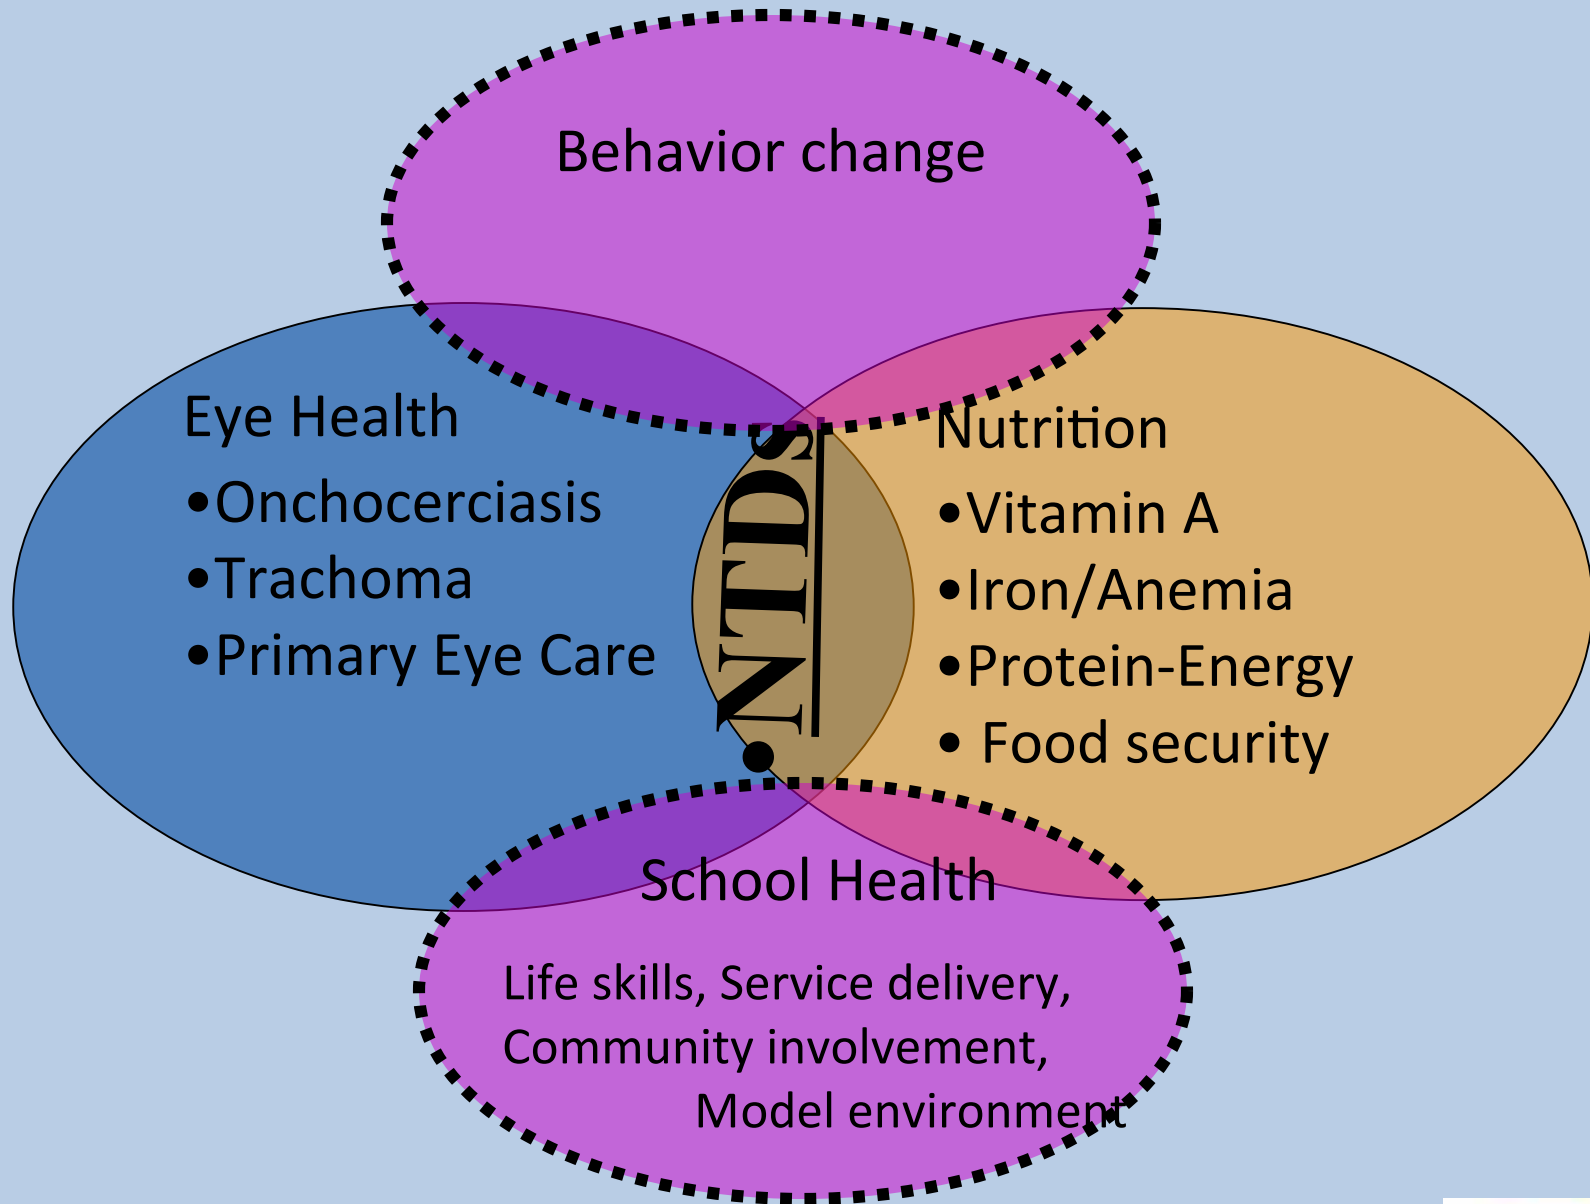 Behavior change
Eye Health
•Onchocerciasis
•Trachoma
•Primary Eye Care
•NTDs
Nutrition
•Vitamin A
•Iron/Anemia
•Protein-Energy
• Food security
School Health
Life skills, Service delivery,
Community involvement,
Model environment